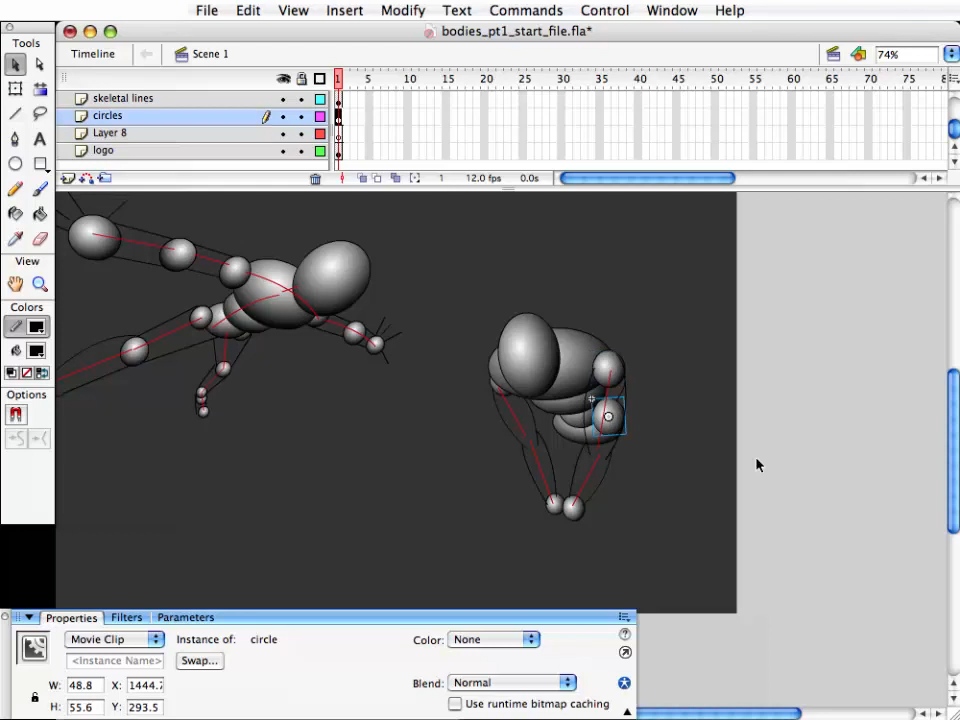 File Edit View Insert Modify Text Commands Control Window Help
Tools
bodies_pt1_start_file.fla*
Timeline
Scene 1
74%
1 5 10 15 20 25 30 35 40 45 50 55 60 65 70 75 8
skeletal lines
circles
Layer 8
logo
1 12.0 fps 0.0s
A
View
Colors
Options
Properties Filters Parameters
Movie Clip Instance of: circle Color: None
<Instance Name> Swap...
W: 48.8 X: 1444. Blend: Normal
H: 55.6 Y: 293.5 Use runtime bitmap caching